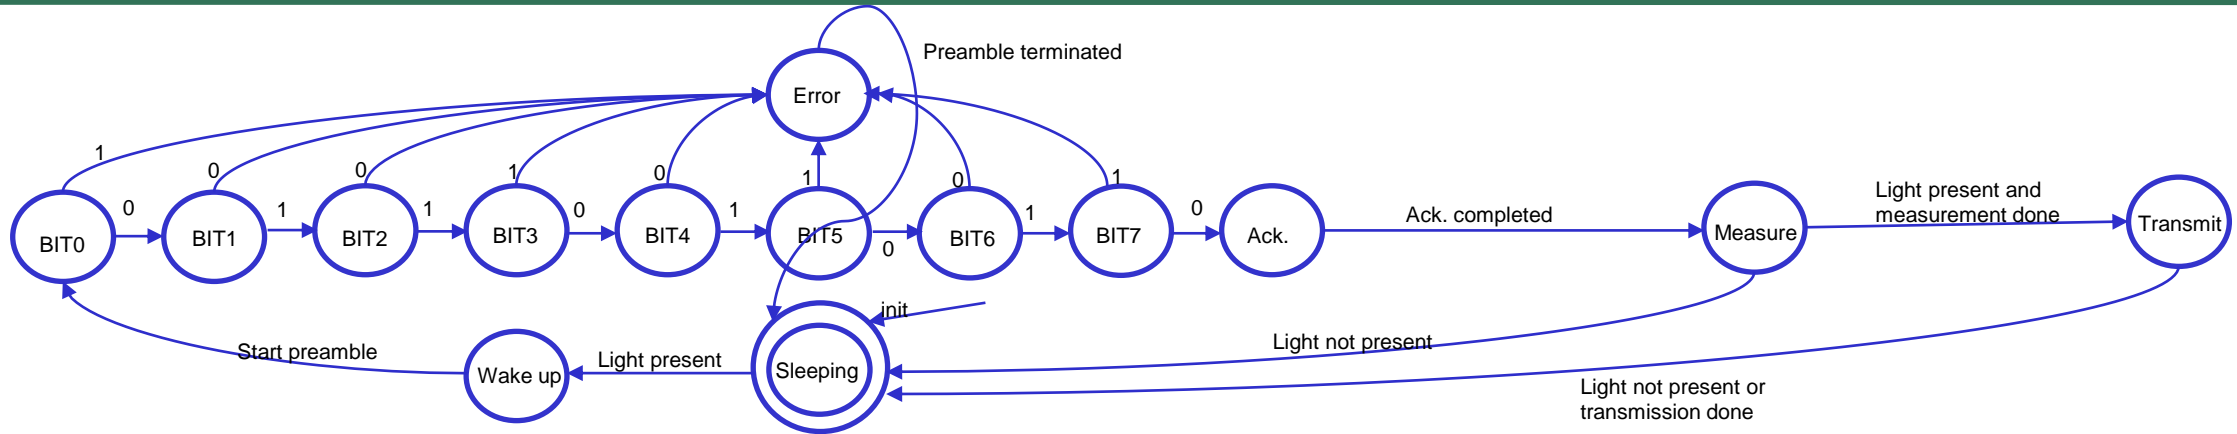 Preamble terminated
Error
1
0
0
1
0
1
0
1
0
1
1
0
1
0
1
0
BIT0
BIT1
BIT2
BIT3
BIT4
BIT5
BIT6
BIT7
Ack.
Ack. completed
Measure
Light present and
measurement done
Transmit
init
Start preamble
Wake up
Light present
Sleeping
Light not present
Light not present or
transmission done